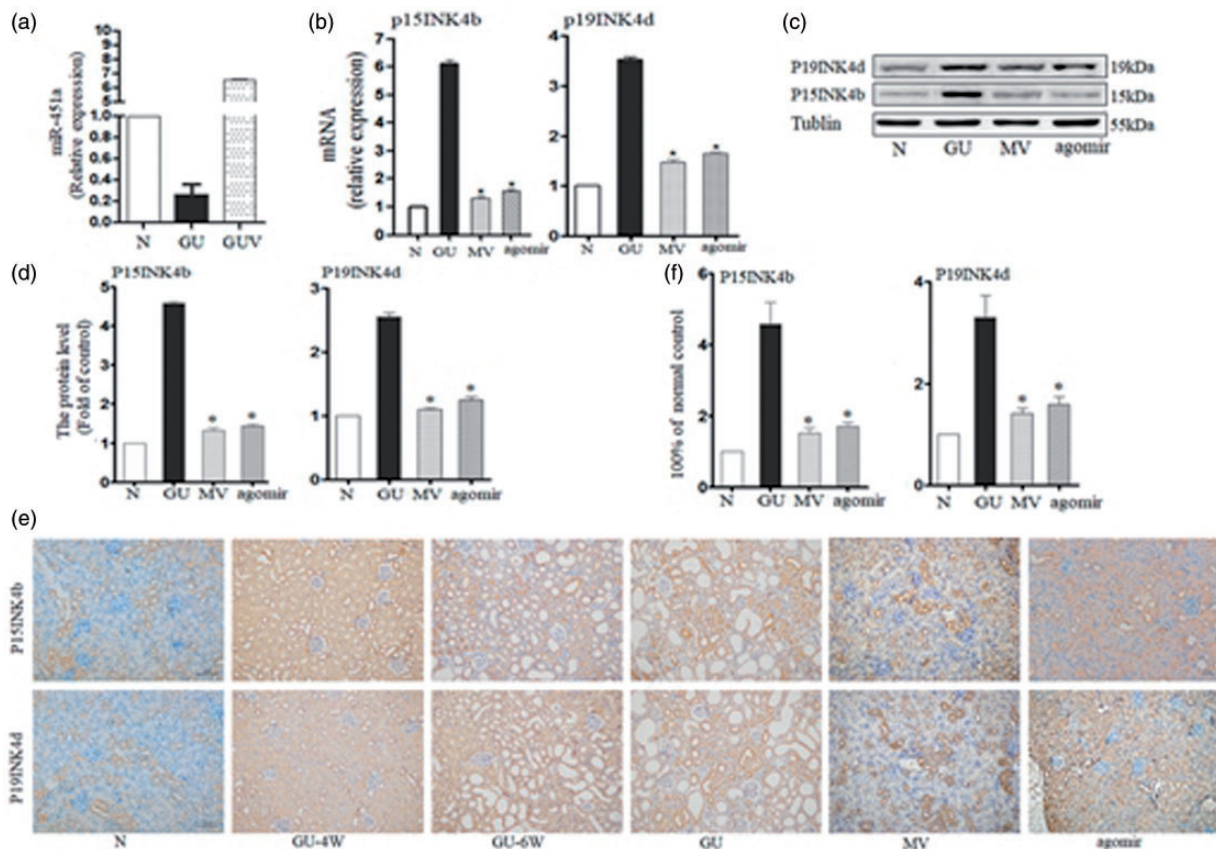 (a)
miR-451a
(Relative expression)
10
9
8
7
6
5
1.0
0.8
0.6
0.4
0.2
0.0
N GU GUV
(b)
p15INK4b
mRNA
(relative expression)
7
6
5
4
3
2
1
0
* *
N GU MV agomir
p19INK4d
4
3
2
1
0
* *
N GU MV agomir
(c)
P19INK4d 19kDa
P15INK4b 15kDa
Tublin 55kDa
N GU MV agomir
(d)
P15INK4b
The protein level
(Fold of control)
5
4
3
2
1
0
* *
N GU MV agomir
P19INK4d
3
2
1
0
* *
N GU MV agomir
(f)
P15INK4b
100% of normal control
6
4
2
0
* *
N GU MV agomir
P19INK4d
4
2
0
* *
N GU MV agomir
(e)
P15INK4b
P19INK4d
N GU-4W GU-6W GU MV agomir